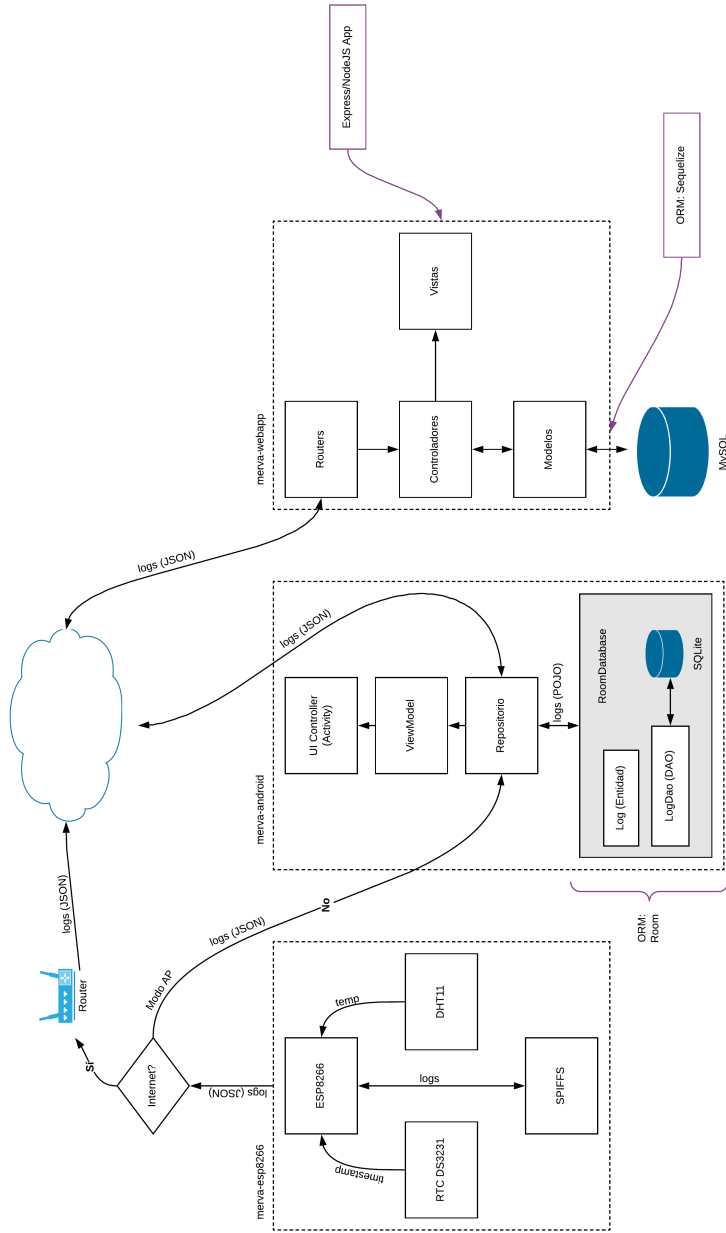 Router
logs (JSON)
Sí
Internet?
Modo AP
logs (JSON)
No
logs (JSON)
merva-esp8266
ESP8266
timestamp
temp
logs
RTC DS3231
DHT11
SPIFFS
logs (JSON)
merva-android
UI Controller
(Activity)
ViewModel
Repositorio
logs (POJO)
RoomDatabase
Log (Entidad)
LogDao (DAO)
SQLite
ORM:
Room
logs (JSON)
merva-webapp
Routers
Controladores
Vistas
Modelos
MySQL
Express/NodeJS App
ORM: Sequelize